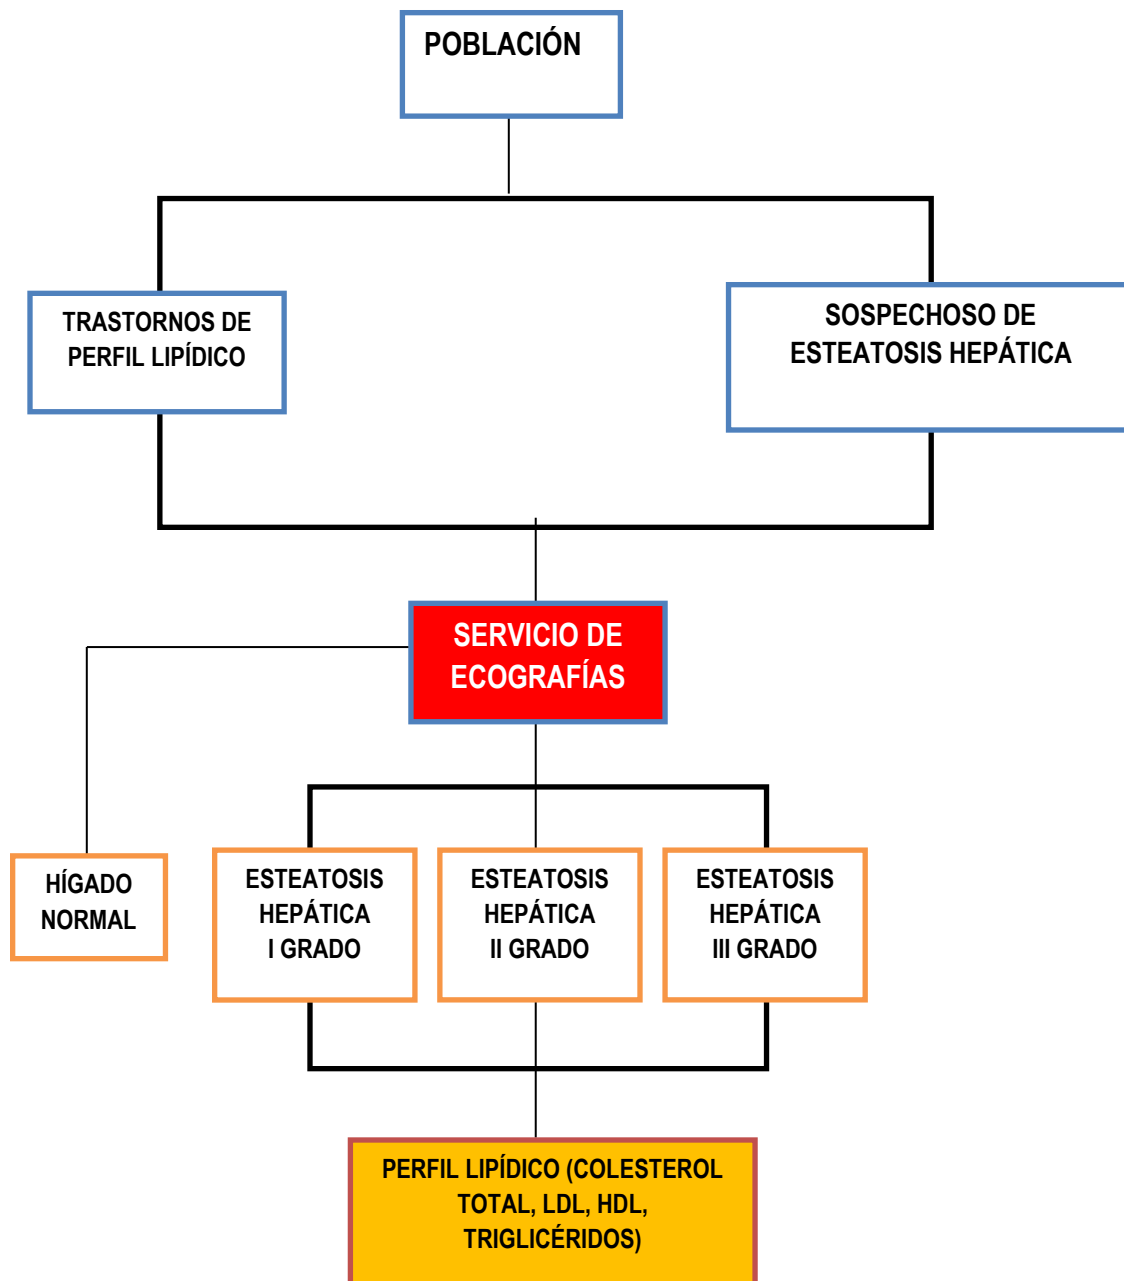 POBLACIÓN
TRASTORNOS DE
PERFIL LIPÍDICO
SOSPECHOSO DE
ESTEATOSIS HEPÁTICA
SERVICIO DE
ECOGRAFÍAS
HÍGADO
NORMAL
ESTEATOSIS
HEPÁTICA
I GRADO
ESTEATOSIS
HEPÁTICA
II GRADO
ESTEATOSIS
HEPÁTICA
III GRADO
PERFIL LIPÍDICO (COLESTEROL
TOTAL, LDL, HDL,
TRIGLICÉRIDOS)